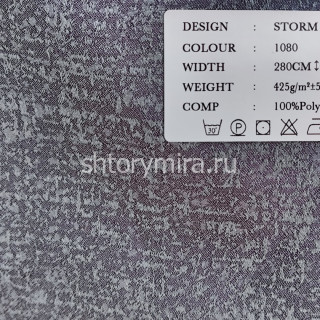 DESIGN : STORM
COLOUR : 1080
WIDTH : 280CM↕
WEIGHT : 425g/m²±5
COMP : 100%Poly
30°
P
shtorymira.ru